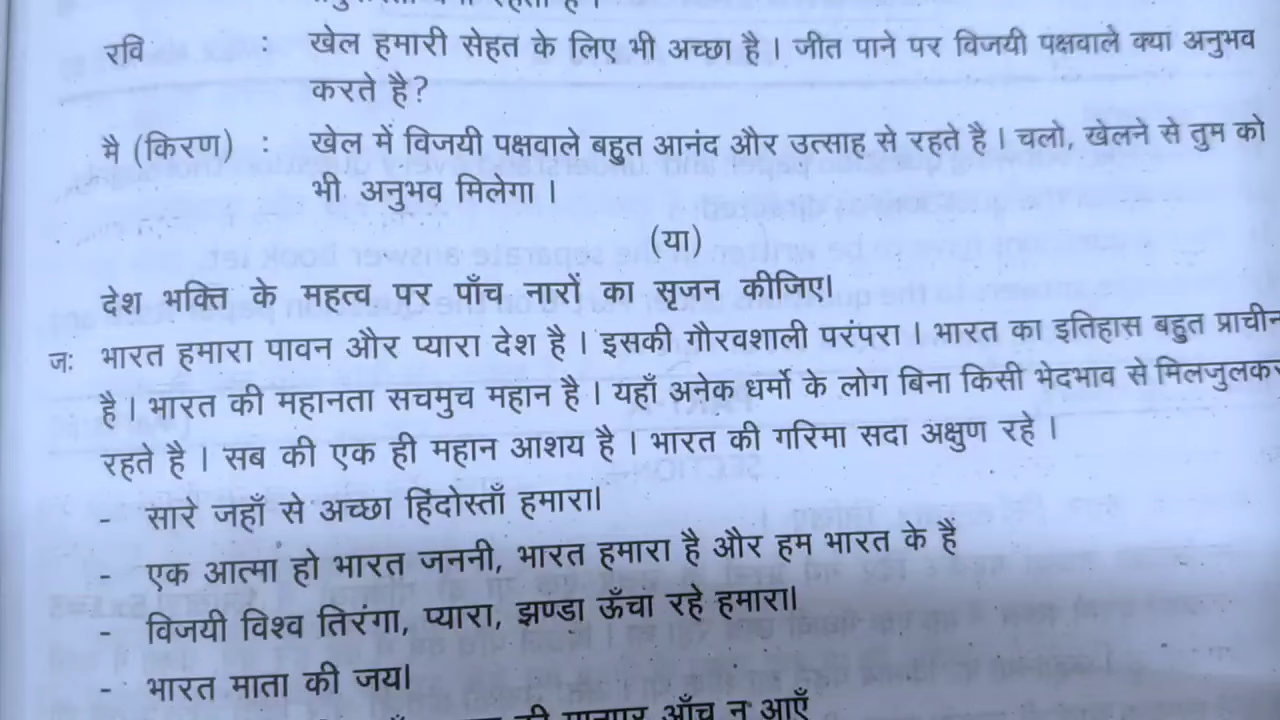 रवि : खेल हमारी सेहत के लिए भी अच्छा है। जीत पाने पर विजयी पक्षवाले क्या अनुभव
करते है?
मै (किरण) : खेल में विजयी पक्षवाले बहुत आनंद और उत्साह से रहते है। चलो, खेलने से तुम को
भी अनुभव मिलेगा।
(या)
देश भक्ति के महत्व पर पाँच नारों का सृजन कीजिए।
ज: भारत हमारा पावन और प्यारा देश है। इसकी गौरवशाली परंपरा। भारत का इतिहास बहुत प्राचीन
है। भारत की महानता सचमुच महान है। यहाँ अनेक धर्मो के लोग बिना किसी भेदभाव से मिलजुलकर
रहते है। सब की एक ही महान आशय है। भारत की गरिमा सदा अक्षुण रहे।
- सारे जहाँ से अच्छा हिंदोस्ताँ हमारा।
- एक आत्मा हो भारत जननी, भारत हमारा है और हम भारत के हैं
- विजयी विश्व तिरंगा, प्यारा, झण्डा ऊँचा रहे हमारा।
- भारत माता की जय।
की आँच न आएँ